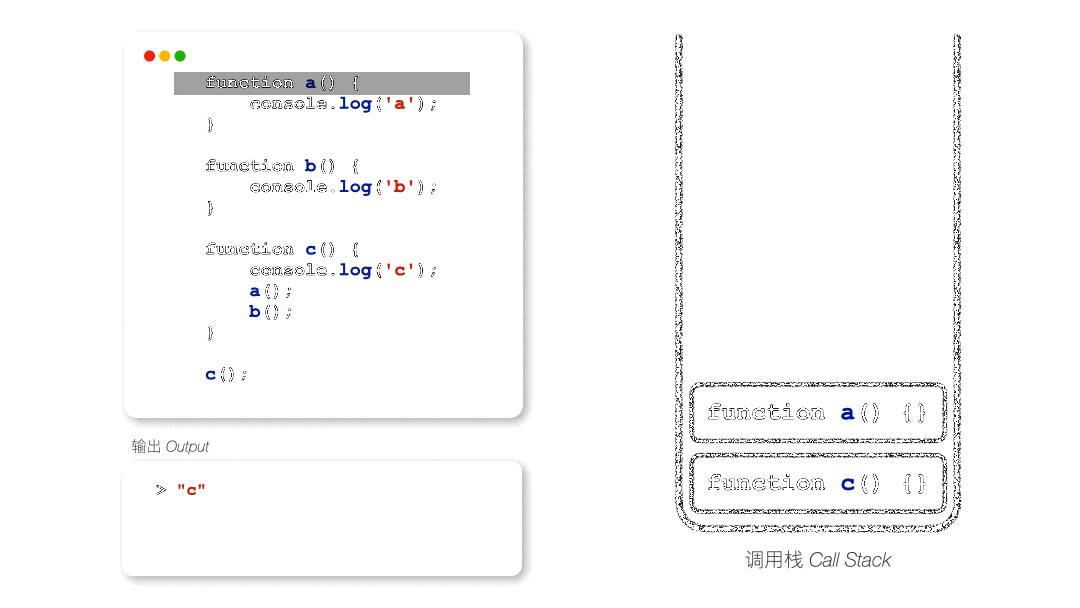 function a() {
console.log('a');
}
function b() {
console.log('b');
}
function c() {
console.log('c');
a();
b();
}
c();
输出 Output
> "c"
function a() {}
function c() {}
调用栈 Call Stack